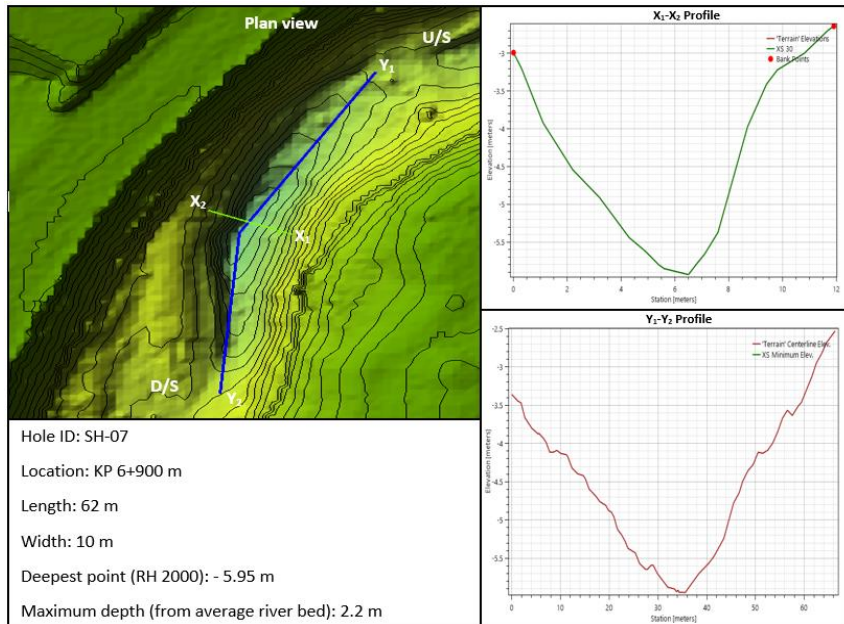 Plan view
U/S
Y₁
X₂
X₁
D/S
Y₂
Hole ID: SH-07
Location: KP 6+900 m
Length: 62 m
Width: 10 m
Deepest point (RH 2000): - 5.95 m
Maximum depth (from average river bed): 2.2 m
X₁-X₂ Profile
'Terrain' Elevations
XS 30
Bank Points
Elevation [meters]
-3
-3.5
-4
-4.5
-5
-5.5
0 2 4 6 8 10 12
Station [meters]
Y₁-Y₂ Profile
'Terrain' Centerline Elev.
XS Minimum Elev.
Elevation [meters]
-2.5
-3
-3.5
-4
-4.5
-5
-5.5
0 10 20 30 40 50 60
Station [meters]